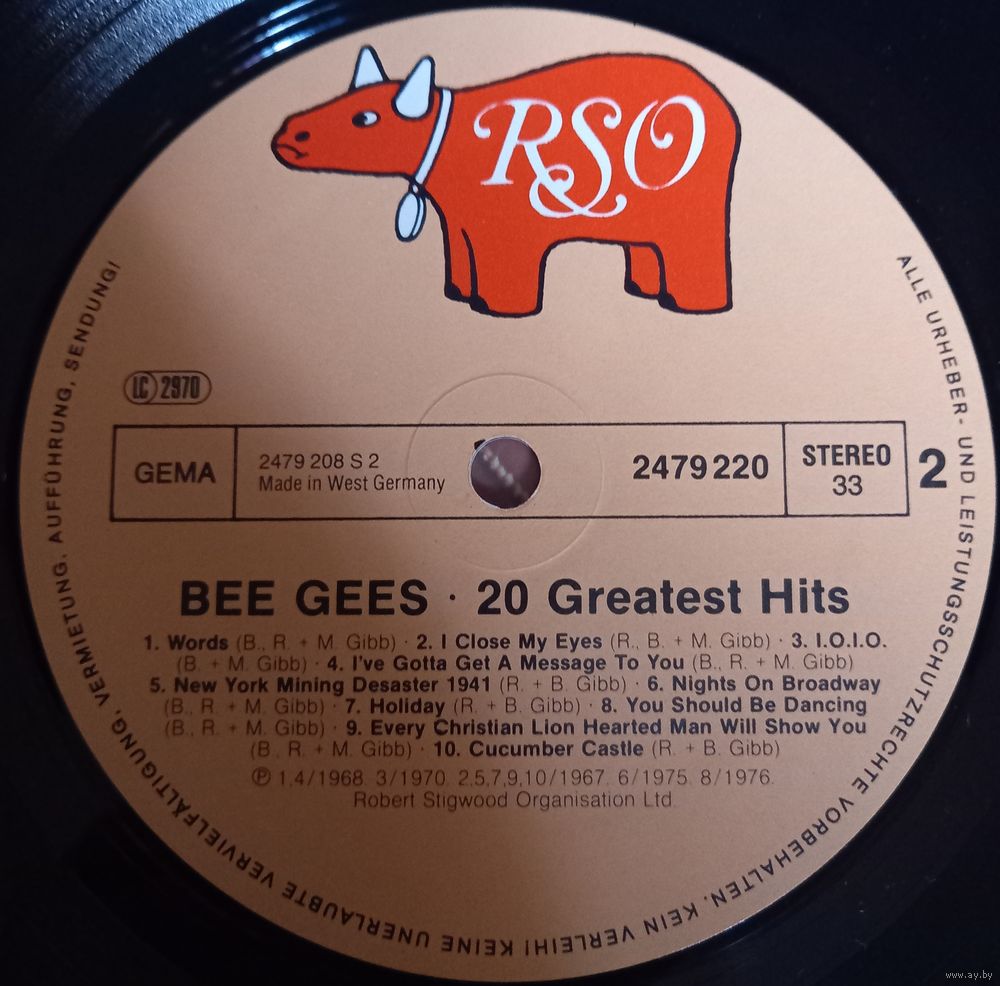 RSO
LC 2970
GEMA
2479 208 S 2
Made in West Germany
2479220
STEREO
33
2
BEE GEES · 20 Greatest Hits
1. Words (B., R. + M. Gibb) · 2. I Close My Eyes (R., B. + M. Gibb) · 3. I.O.I.O.
(B. + M. Gibb) · 4. I've Gotta Get A Message To You (B., R. + M. Gibb)
5. New York Mining Desaster 1941 (R. + B. Gibb) · 6. Nights On Broadway
(B., R. + M. Gibb) · 7. Holiday (R. + B. Gibb) · 8. You Should Be Dancing
(B., R. + M. Gibb) · 9. Every Christian Lion Hearted Man Will Show You
(B., R. + M. Gibb) · 10. Cucumber Castle (R. + B. Gibb)
℗ 1.4/1968. 3/1970. 2,5,7,9,10/1967. 6/1975. 8/1976.
Robert Stigwood Organisation Ltd.
ALLE URHEBER- UND LEISTUNGSSCHUTZRECHTE VORBEHALTEN. KEIN VERLEIH! KEINE UNERLAUBTE VERVIELFÄLTIGUNG, VERMIETUNG, AUFFÜHRUNG, SENDUNG!
www.ay.by